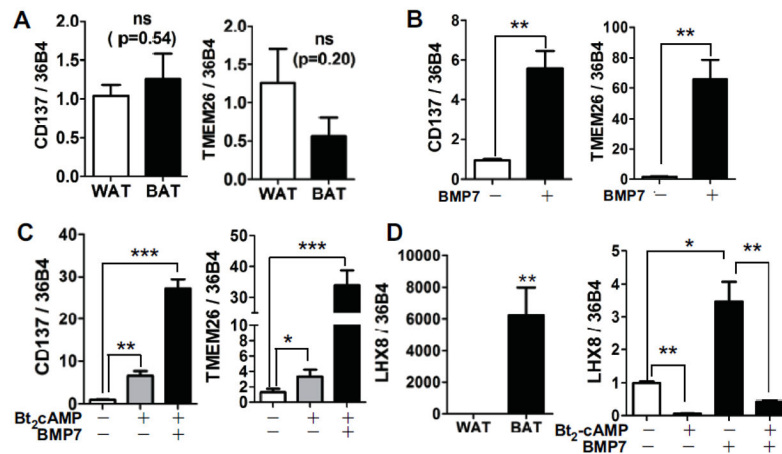 A
CD137 / 36B4
2.0
1.5
1.0
0.5
0.0
ns
( p=0.54)
WAT BAT
TMEM26 / 36B4
2.0
1.5
1.0
0.5
0.0
ns
(p=0.20)
WAT BAT
B
CD137 / 36B4
8
6
4
2
0
**
BMP7 − +
TMEM26 / 36B4
100
80
60
40
20
0
**
BMP7 − +
C
CD137 / 36B4
40
30
20
10
0
***
**
Bt₂cAMP − + +
BMP7 − − +
TMEM26 / 36B4
50
40
30
20
6
4
2
0
***
*
− + +
− − +
D
LHX8 / 36B4
10000
8000
6000
4000
2000
0
**
WAT BAT
LHX8 / 36B4
5
4
3
2
1
0
*
**
**
Bt₂-cAMP − + − +
BMP7 − − + +